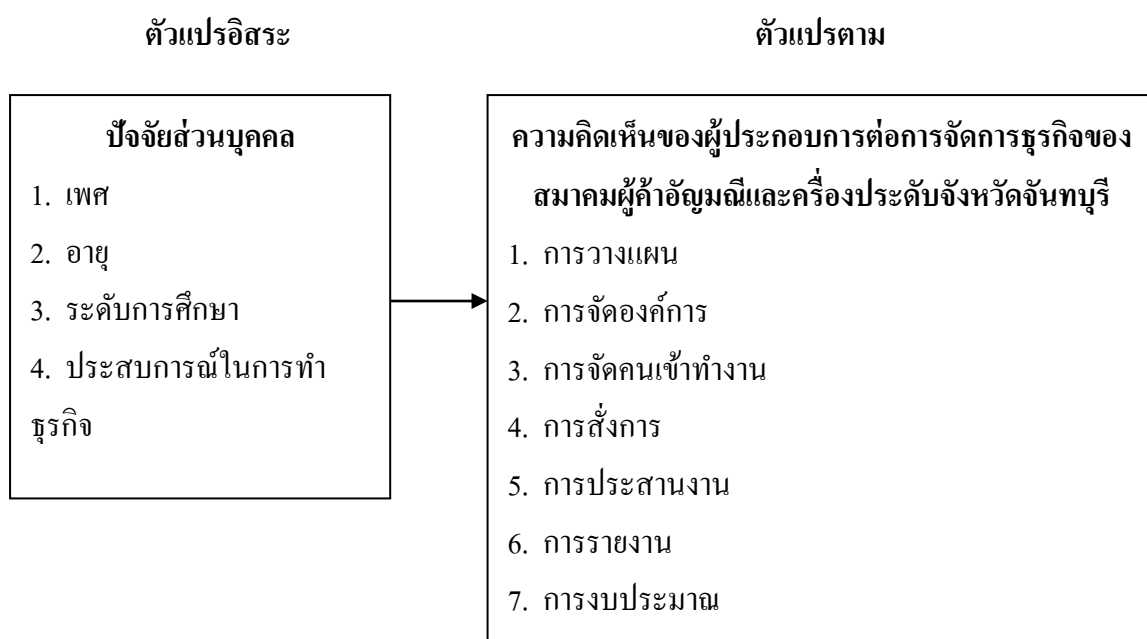 ตัวแปรอิสระ
ตัวแปรตาม
ปัจจัยส่วนบุคคล
1. เพศ
2. อายุ
3. ระดับการศึกษา
4. ประสบการณ์ในการทำ
ธุรกิจ
ความคิดเห็นของผู้ประกอบการต่อการจัดการธุรกิจของ
สมาคมผู้ค้าอัญมณีและครื่องประดับจังหวัดจันทบุรี
1. การวางแผน
2. การจัดองค์การ
3. การจัดคนเข้าทำงาน
4. การสั่งการ
5. การประสานงาน
6. การรายงาน
7. การงบประมาณ